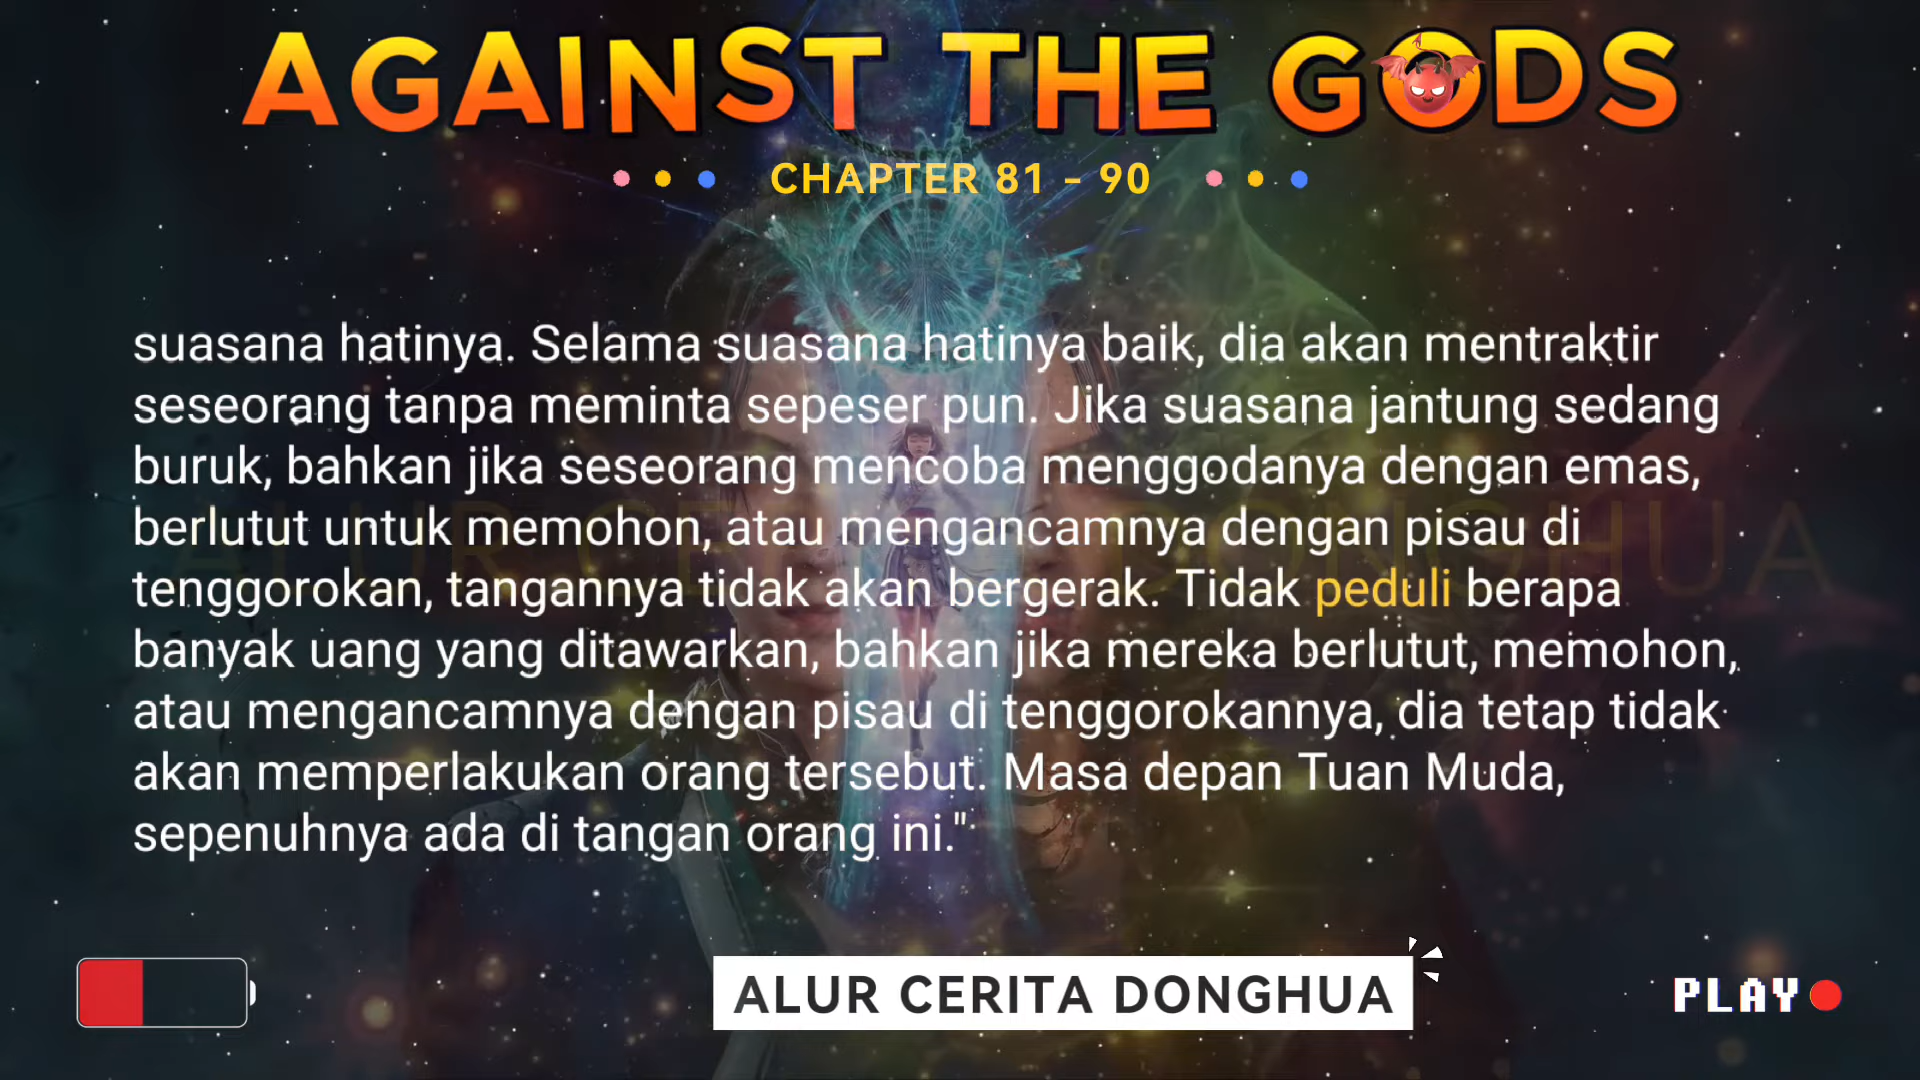 AGAINST THE GODS
CHAPTER 81 - 90
suasana hatinya. Selama suasana hatinya baik, dia akan mentraktir
seseorang tanpa meminta sepeser pun. Jika suasana jantung sedang
buruk, bahkan jika seseorang mencoba menggodanya dengan emas,
berlutut untuk memohon, atau mengancamnya dengan pisau di
tenggorokan, tangannya tidak akan bergerak. Tidak peduli berapa
banyak uang yang ditawarkan, bahkan jika mereka berlutut, memohon,
atau mengancamnya dengan pisau di tenggorokannya, dia tetap tidak
akan memperlakukan orang tersebut. Masa depan Tuan Muda,
sepenuhnya ada di tangan orang ini."
ALUR CERITA DONGHUA
PLAY